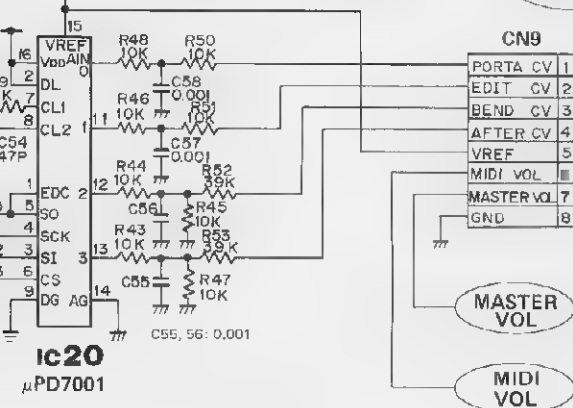 15
VREF
16 VDD AIN 0
2 DL
7 CL1
8 CL2
1 11
1 EDC 2 12
5 SO
4 SCK
3 SI 3 13
6 CS
9 DG AG 14
9
K
C54
47P
R48
10K
R50
10K
C58
0.001
R46
10K
R51
10K
C57
0.001
R44
10K
R52
39K
C56
R45
10K
R43
10K
R53
39K
C55
R47
10K
C55, 56: 0.001
IC20
μPD7001
CN9
PORTA CV 1
EDIT CV 2
BEND CV 3
AFTER CV 4
VREF 5
MIDI VOL
MASTER VOL 7
GND 8
MASTER
VOL
MIDI
VOL